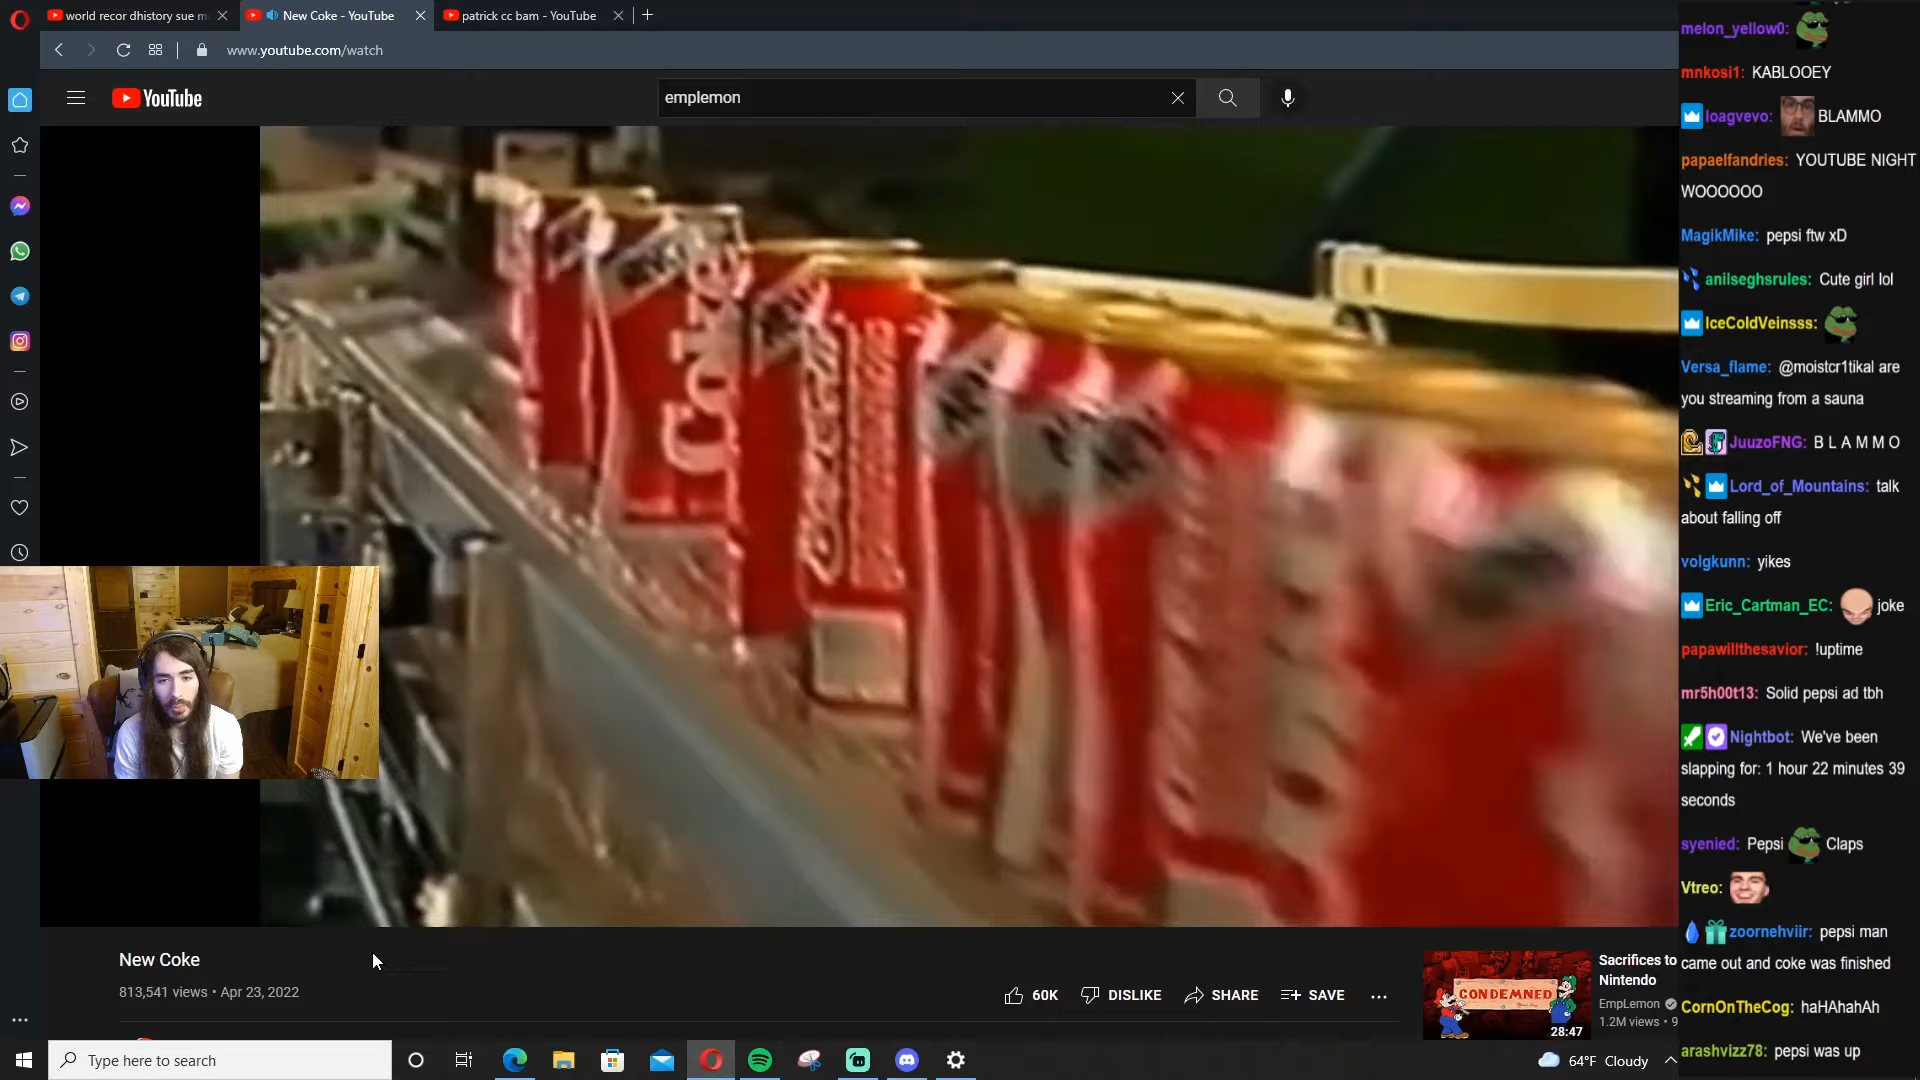 world recor dhistory sue m
New Coke - YouTube
patrick cc bam - YouTube
www.youtube.com/watch
YouTube
emplemon
Coke
New Coke
813,541 views • Apr 23, 2022
60K
DISLIKE
SHARE
SAVE
CONDEMNED
28:47
Sacrifices to
Nintendo
EmpLemon
1.2M views • 9
Type here to search
64°F Cloudy
melon_yellow0:
mnkosi1: KABLOOEY
loagvevo: BLAMMO
papaelfandries: YOUTUBE NIGHT
WOOOOOO
MagikMike: pepsi ftw xD
anilseghsrules: Cute girl lol
IceColdVeinsss:
Versa_flame: @moistcr1tikal are
you streaming from a sauna
JuuzoFNG: B L A M M O
Lord_of_Mountains: talk
about falling off
volgkunn: yikes
Eric_Cartman_EC: joke
papawillthesavior: !uptime
mr5h00t13: Solid pepsi ad tbh
Nightbot: We've been
slapping for: 1 hour 22 minutes 39
seconds
syenied: Pepsi Claps
Vtreo:
zoornehviir: pepsi man
came out and coke was finished
CornOnTheCog: haHAhahAh
arashvizz78: pepsi was up